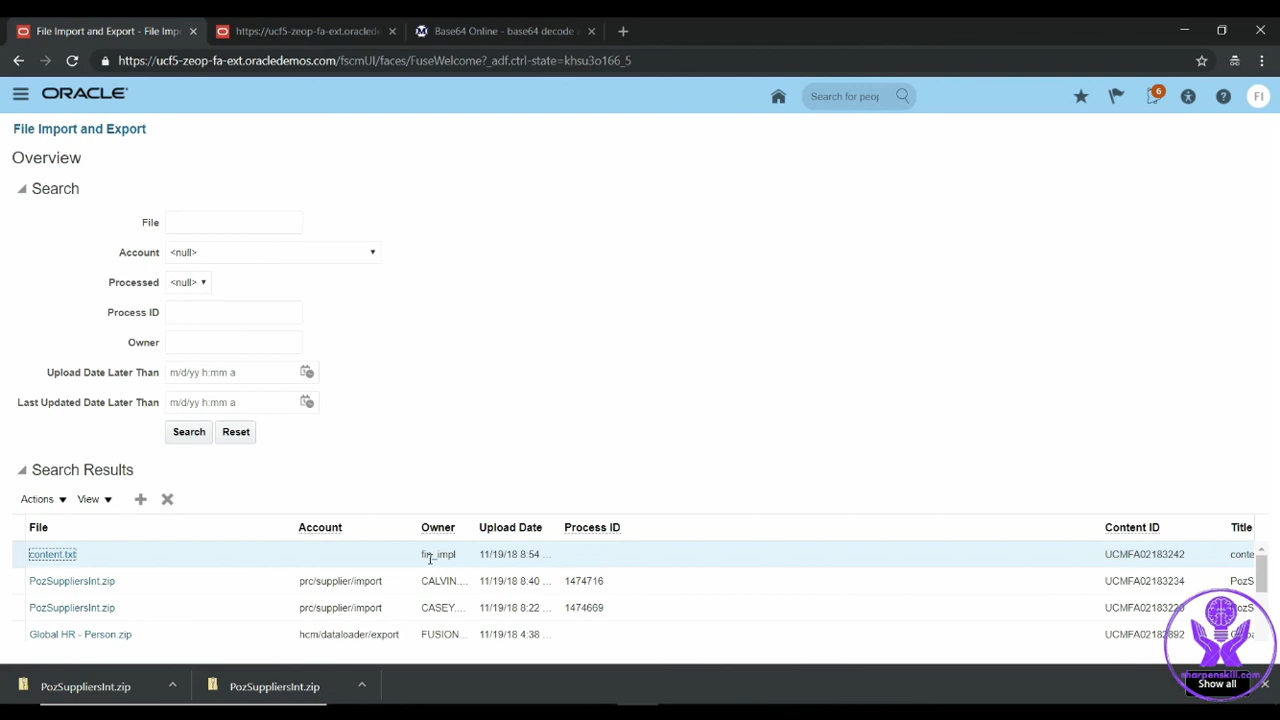 File Import and Export - File Impo
https://ucf5-zeop-fa-ext.oracledem
Base64 Online - base64 decode
https://ucf5-zeop-fa-ext.oracledemos.com/fscmUI/faces/FuseWelcome?_adf.ctrl-state=khsu3o166_5
ORACLE
Search for peop
6
FI
File Import and Export
Overview
Search
File
Account <null>
Processed <null>
Process ID
Owner
Upload Date Later Than m/d/yy h:mm a
Last Updated Date Later Than m/d/yy h:mm a
Search Reset
Search Results
Actions View
File Account Owner Upload Date Process ID Content ID Title
content.txt fin_impl 11/19/18 8:54 ... UCMFA02183242 conte
PozSuppliersInt.zip prc/supplier/import CALVIN.... 11/19/18 8:40 ... 1474716 UCMFA02183234 PozS
PozSuppliersInt.zip prc/supplier/import CASEY.... 11/19/18 8:22 ... 1474669
Global HR - Person.zip hcm/dataloader/export FUSION... 11/19/18 4:38 ...
PozSuppliersInt.zip PozSuppliersInt.zip Show all
sharpenskill.com